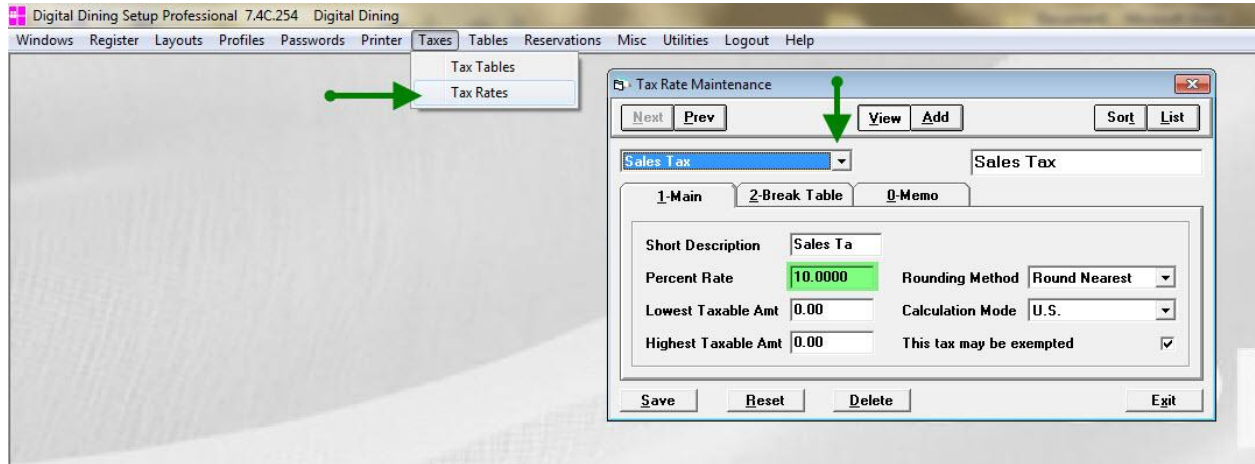 Digital Dining Setup Professional 7.4C.254 Digital Dining
Windows Register Layouts Profiles Passwords Printer Taxes Tables Reservations Misc Utilities Logout Help
Tax Tables
Tax Rates
Tax Rate Maintenance
Next Prev View Add Sort List
Sales Tax Sales Tax
1-Main 2-Break Table 0-Memo
Short Description Sales Ta
Percent Rate 10.0000 Rounding Method Round Nearest
Lowest Taxable Amt 0.00 Calculation Mode U.S.
Highest Taxable Amt 0.00 This tax may be exempted
Save Reset Delete Exit